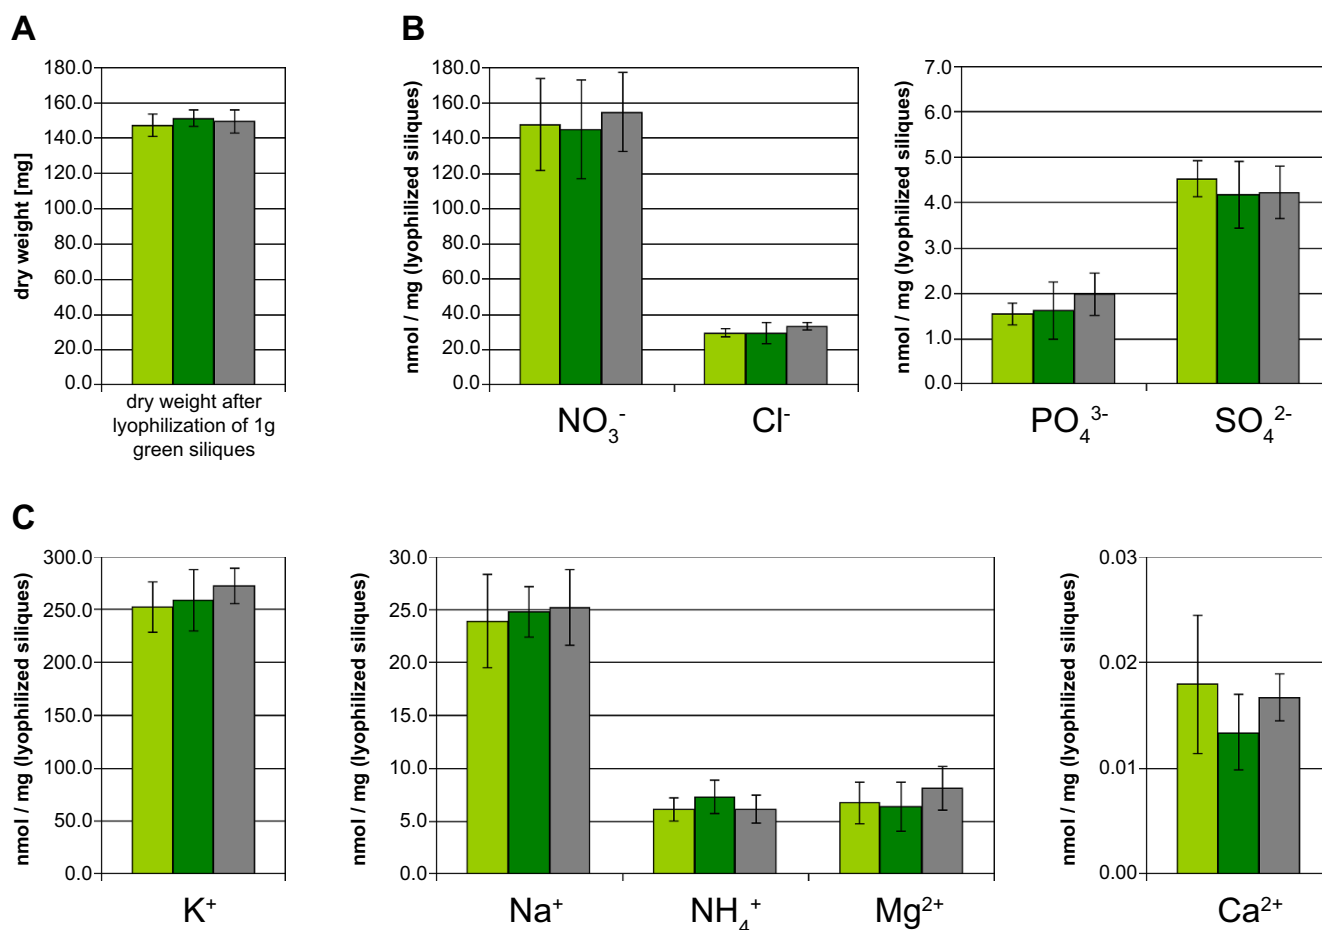 A
B
180.0
160.0
140.0
120.0
100.0
80.0
60.0
40.0
20.0
0.0
dry weight [mg]
dry weight after
lyophilization of 1g
green siliques
180.0
160.0
140.0
120.0
100.0
80.0
60.0
40.0
20.0
0.0
nmol / mg (lyophilized siliques)
NO₃⁻
Cl⁻
7.0
6.0
5.0
4.0
3.0
2.0
1.0
0.0
nmol / mg (lyophilized siliques)
PO₄³⁻
SO₄²⁻
C
300.0
250.0
200.0
150.0
100.0
50.0
0.0
nmol / mg (lyophilized siliques)
K⁺
30.0
25.0
20.0
15.0
10.0
5.0
0.0
nmol / mg (lyophilized siliques)
Na⁺
NH₄⁺
Mg²⁺
0.03
0.02
0.01
0.00
nmol / mg (lyophilized siliques)
Ca²⁺